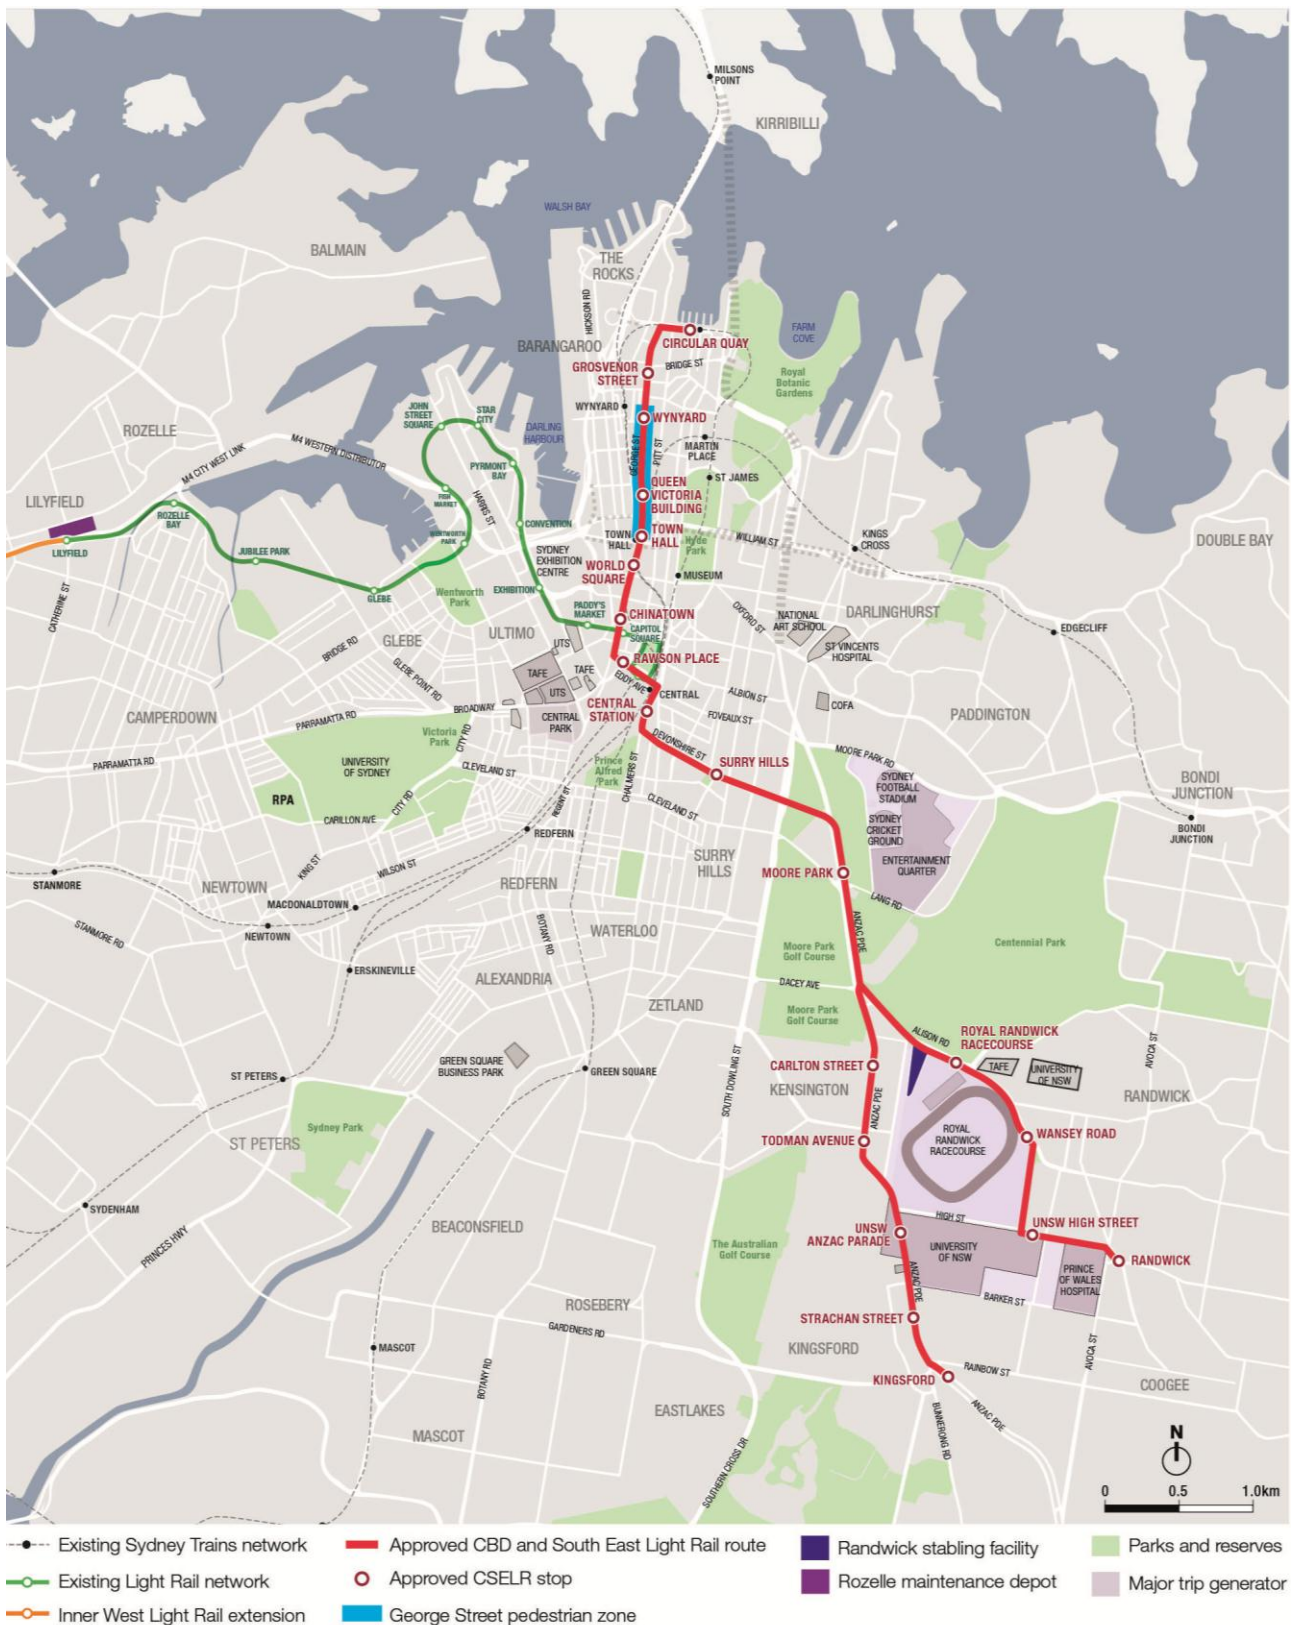 MILSONS
POINT
KIRRIBILLI
WALSH BAY
BALMAIN
THE
ROCKS
HICKSON RD
FARM
COVE
CIRCULAR QUAY
BARANGAROO
BRIDGE ST
GROSVENOR
STREET
Royal
Botanic
Gardens
WYNYARD
WYNYARD
JOHN
STREET
SQUARE
STAR
CITY
DARLING
HARBOUR
GEORGE ST
PITT ST
MARTIN
PLACE
ROZELLE
M4 WESTERN DISTRIBUTOR
M4 CITY WEST LINK
PYRMONT
BAY
ST JAMES
QUEEN
VICTORIA
BUILDING
LILYFIELD
FISH
MARKET
HARRIS ST
ROZELLE
BAY
CONVENTION
WENTWORTH
PARK
TOWN
HALL
TOWN
HALL
WILLIAM ST
KINGS
CROSS
DOUBLE BAY
Hyde
Park
LILYFIELD
JUBILEE PARK
SYDNEY
EXHIBITION
CENTRE
WORLD
SQUARE
MUSEUM
CATHERINE ST
GLEBE
Wentworth
Park
EXHIBITION
PADDY'S
MARKET
CHINATOWN
CAPITOL
SQUARE
OXFORD ST
NATIONAL
ART SCHOOL
DARLINGHURST
EDGECLIFF
ST VINCENTS
HOSPITAL
BRIDGE RD
GLEBE
ULTIMO
UTS
RAWSON PLACE
GLEBE POINT RD
TAFE
TAFE
UTS
EDDY AVE
CENTRAL
ALBION ST
COFA
CAMPERDOWN
PARRAMATTA RD
BROADWAY
CENTRAL
PARK
CENTRAL
STATION
FOVEAUX ST
PADDINGTON
Victoria
Park
CITY RD
DEVONSHIRE ST
MOORE PARK RD
PARRAMATTA RD
UNIVERSITY
OF SYDNEY
CLEVELAND ST
Prince
Alfred
Park
CHALMERS ST
SURRY HILLS
SYDNEY
FOOTBALL
STADIUM
BONDI
JUNCTION
RPA
CITY RD
REGENT ST
CLEVELAND ST
SYDNEY
CRICKET
GROUND
CARILLON AVE
REDFERN
BONDI
JUNCTION
KING ST
WILSON ST
SURRY
HILLS
ENTERTAINMENT
QUARTER
STANMORE
NEWTOWN
REDFERN
MOORE PARK
LANG RD
MACDONALDTOWN
STANMORE RD
NEWTOWN
BOTANY RD
WATERLOO
ANZAC PDE
Moore Park
Golf Course
Centennial Park
ERSKINEVILLE
ALEXANDRIA
DACEY AVE
ZETLAND
Moore Park
Golf Course
ALISON RD
ROYAL RANDWICK
RACECOURSE
AVOCA ST
GREEN SQUARE
BUSINESS PARK
GREEN SQUARE
ST PETERS
CARLTON STREET
TAFE
UNIVERSITY
OF NSW
SOUTH DOWLING ST
KENSINGTON
ANZAC PDE
RANDWICK
Sydney Park
ST PETERS
TODMAN AVENUE
ROYAL
RANDWICK
RACECOURSE
WANSEY ROAD
SYDENHAM
PRINCES HWY
BEACONSFIELD
HIGH ST
UNSW
ANZAC PARADE
UNSW HIGH STREET
The Australian
Golf Course
UNIVERSITY
OF NSW
RANDWICK
PRINCE
OF WALES
HOSPITAL
ANZAC PDE
BARKER ST
ROSEBERY
GARDENERS RD
STRACHAN STREET
MASCOT
KINGSFORD
AVOCA ST
RAINBOW ST
BOTANY RD
KINGSFORD
COOGEE
EASTLAKES
BUNNERONG RD
ANZAC PDE
MASCOT
SOUTHERN CROSS DR
N
0
0.5
1.0km
Existing Sydney Trains network
Approved CBD and South East Light Rail route
Randwick stabling facility
Parks and reserves
Existing Light Rail network
Approved CSELR stop
Rozelle maintenance depot
Major trip generator
Inner West Light Rail extension
George Street pedestrian zone